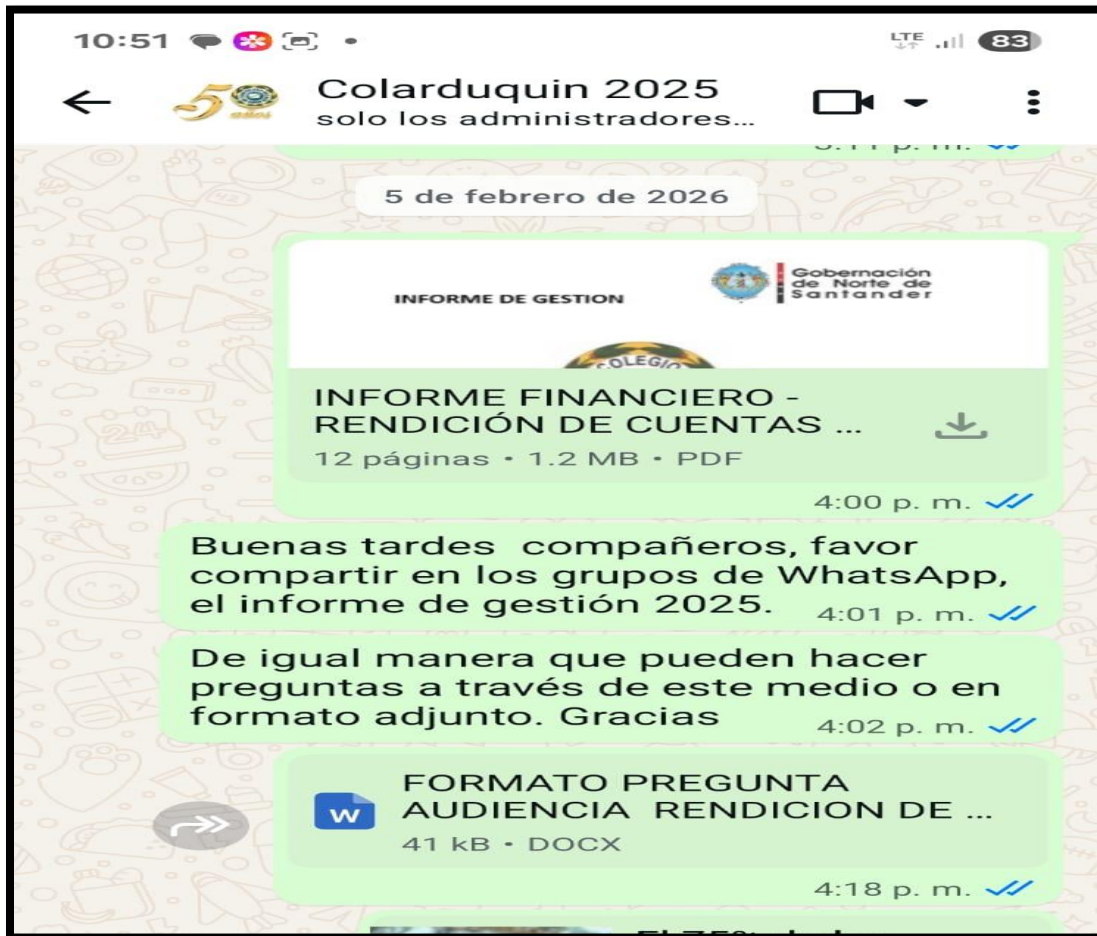 10:51
LTE
83
50
años
Colarduquin 2025
solo los administradores...
5 de febrero de 2026
INFORME DE GESTION
Gobernación
de Norte de
Santander
COLEGIO
INFORME FINANCIERO -
RENDICIÓN DE CUENTAS ...
12 páginas • 1.2 MB • PDF
4:00 p. m.
Buenas tardes compañeros, favor
compartir en los grupos de WhatsApp,
el informe de gestión 2025.
4:01 p. m.
De igual manera que pueden hacer
preguntas a través de este medio o en
formato adjunto. Gracias
4:02 p. m.
W
FORMATO PREGUNTA
AUDIENCIA RENDICION DE ...
41 kB • DOCX
4:18 p. m.